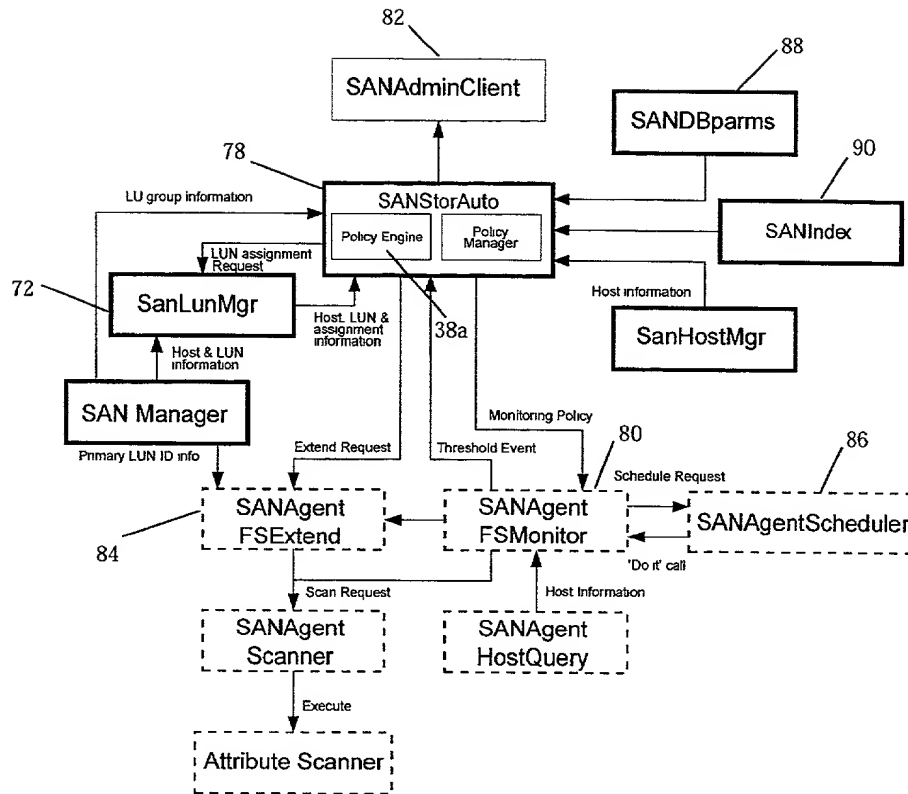 82
SANAdminClient
88
SANDBparms
78
90
LU group information
SANStorAuto
Policy Engine
Policy
Manager
SANIndex
LUN assignment
Request
72
SanLunMgr
Host, LUN &
assignment
information
38a
Host information
SanHostMgr
Host & LUN
information
SAN Manager
Primary LUN ID info
Extend Request
Threshold Event
Monitoring Policy
80
Schedule Request
86
SANAgent
FSExtend
84
SANAgent
FSMonitor
SANAgentScheduler
'Do it' call
Scan Request
Host Information
SANAgent
Scanner
SANAgent
HostQuery
Execute
Attribute Scanner